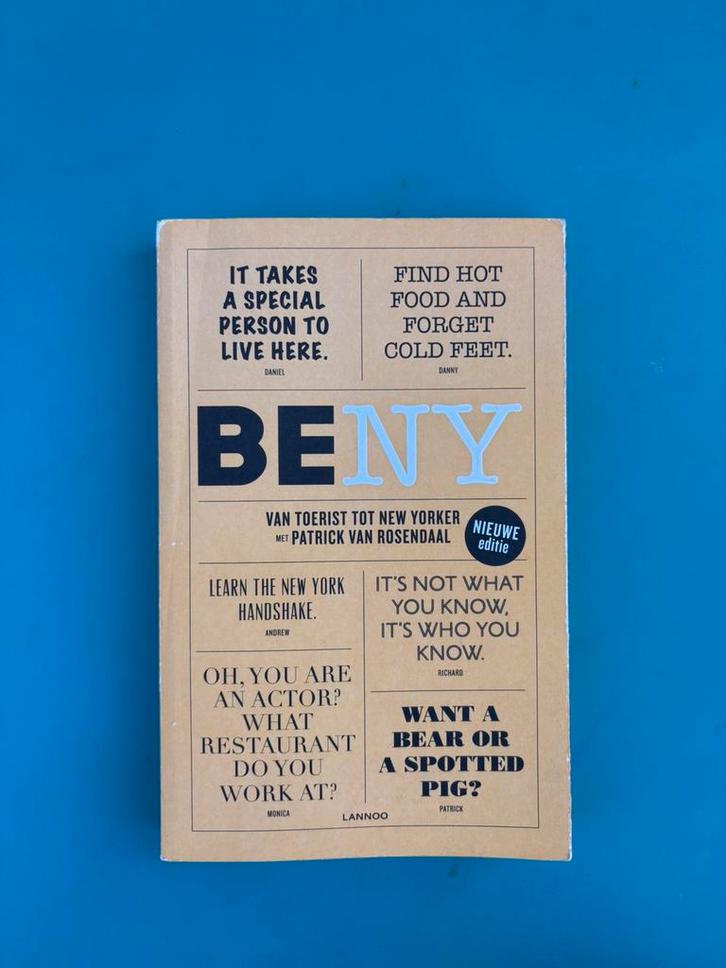 IT TAKES
A SPECIAL
PERSON TO
LIVE HERE.
DANIEL
FIND HOT
FOOD AND
FORGET
COLD FEET.
DANNY
BENY
VAN TOERIST TOT NEW YORKER
MET PATRICK VAN ROSENDAAL
NIEUWE
editie
LEARN THE NEW YORK
HANDSHAKE.
ANDREW
IT'S NOT WHAT
YOU KNOW,
IT'S WHO YOU
KNOW.
RICHARD
OH, YOU ARE
AN ACTOR?
WHAT
RESTAURANT
DO YOU
WORK AT?
MONICA
WANT A
BEAR OR
A SPOTTED
PIG?
PATRICK
LANNOO